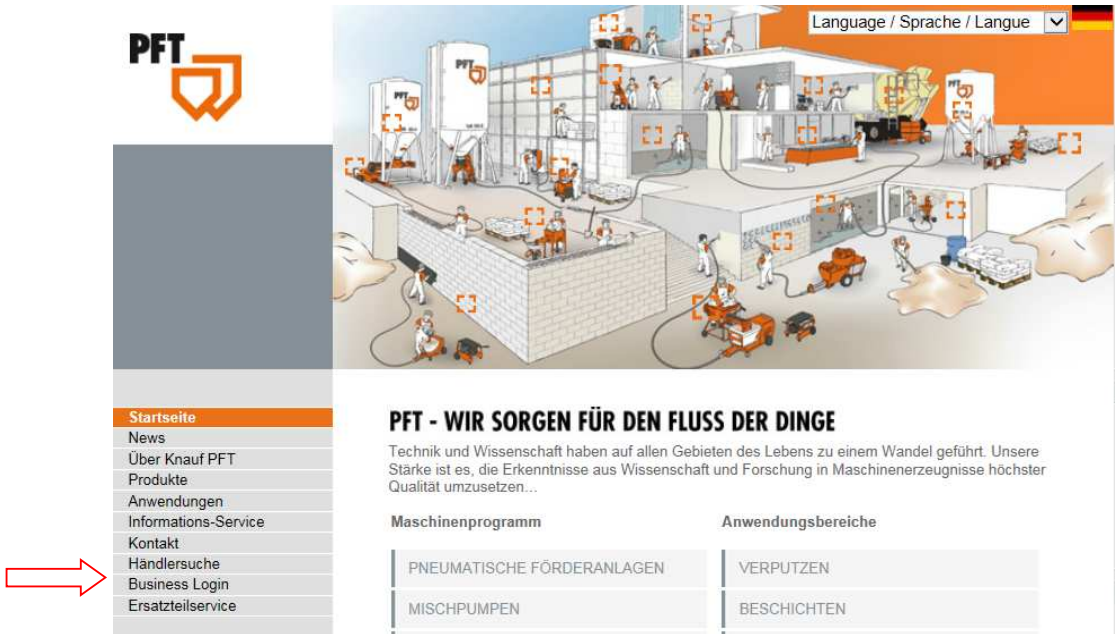 PFT
Language / Sprache / Langue
PFT
PFT
PFT
Startseite
News
Über Knauf PFT
Produkte
Anwendungen
Informations-Service
Kontakt
Händlersuche
Business Login
Ersatzteilservice
PFT - WIR SORGEN FÜR DEN FLUSS DER DINGE
Technik und Wissenschaft haben auf allen Gebieten des Lebens zu einem Wandel geführt. Unsere
Stärke ist es, die Erkenntnisse aus Wissenschaft und Forschung in Maschinenerzeugnisse höchster
Qualität umzusetzen...
Maschinenprogramm
PNEUMATISCHE FÖRDERANLAGEN
MISCHPUMPEN
Anwendungsbereiche
VERPUTZEN
BESCHICHTEN